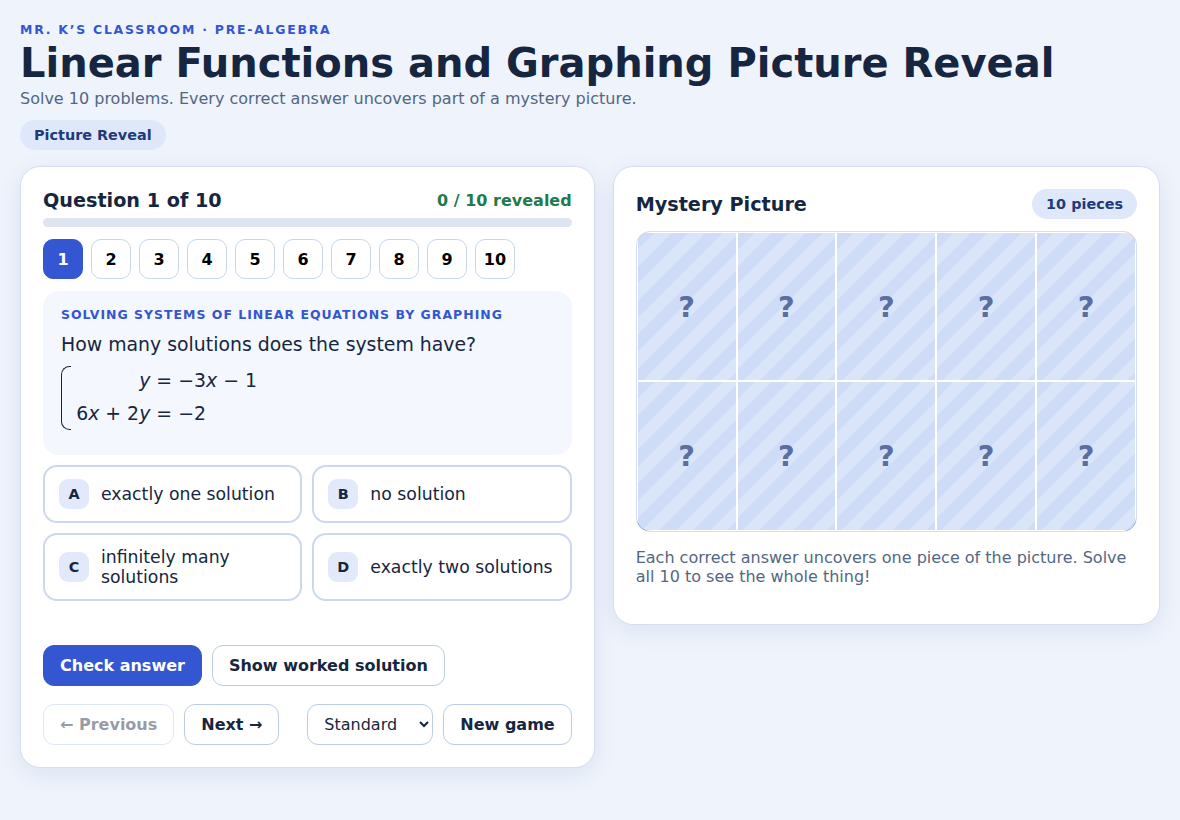 MR. K’S CLASSROOM · PRE-ALGEBRA
Linear Functions and Graphing Picture Reveal
Solve 10 problems. Every correct answer uncovers part of a mystery picture.
Picture Reveal
Question 1 of 10
0 / 10 revealed
1 2 3 4 5 6 7 8 9 10
SOLVING SYSTEMS OF LINEAR EQUATIONS BY GRAPHING
How many solutions does the system have?
y = −3x − 1
6x + 2y = −2
A exactly one solution
B no solution
C infinitely many
solutions
D exactly two solutions
Check answer
Show worked solution
← Previous
Next →
Standard
New game
Mystery Picture
10 pieces
? ? ? ? ?
? ? ? ? ?
Each correct answer uncovers one piece of the picture. Solve
all 10 to see the whole thing!